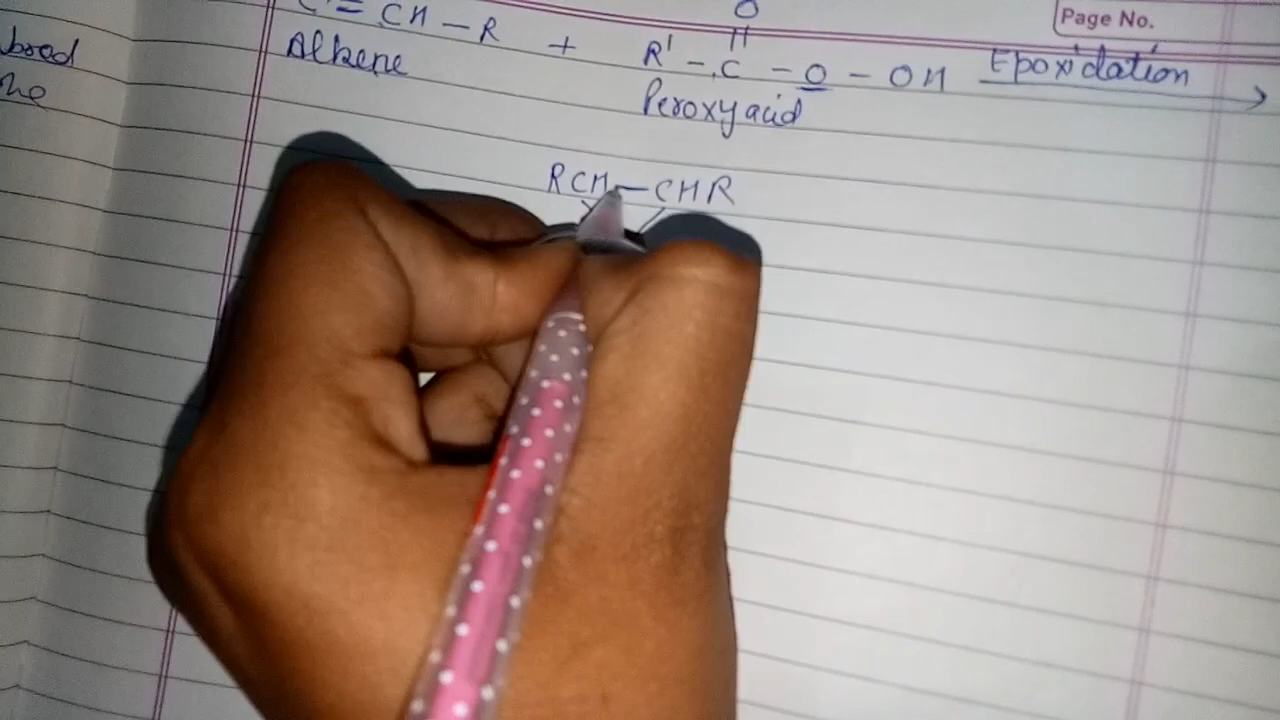 Page No.
C = CH - R + R' - C - O - OH Epoxidation
O
||
Alkene Peroxyacid
RCH - CHR